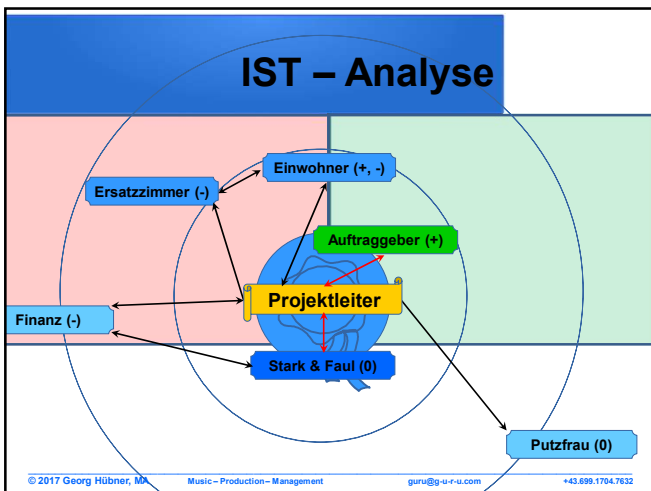 IST – Analyse
Einwohner (+, -)
Ersatzzimmer (-)
Auftraggeber (+)
Projektleiter
Finanz (-)
Stark & Faul (0)
Putzfrau (0)
© 2017 Georg Hübner, MA Music – Production – Management guru@g-u-r-u.com +43.699.1704.7632